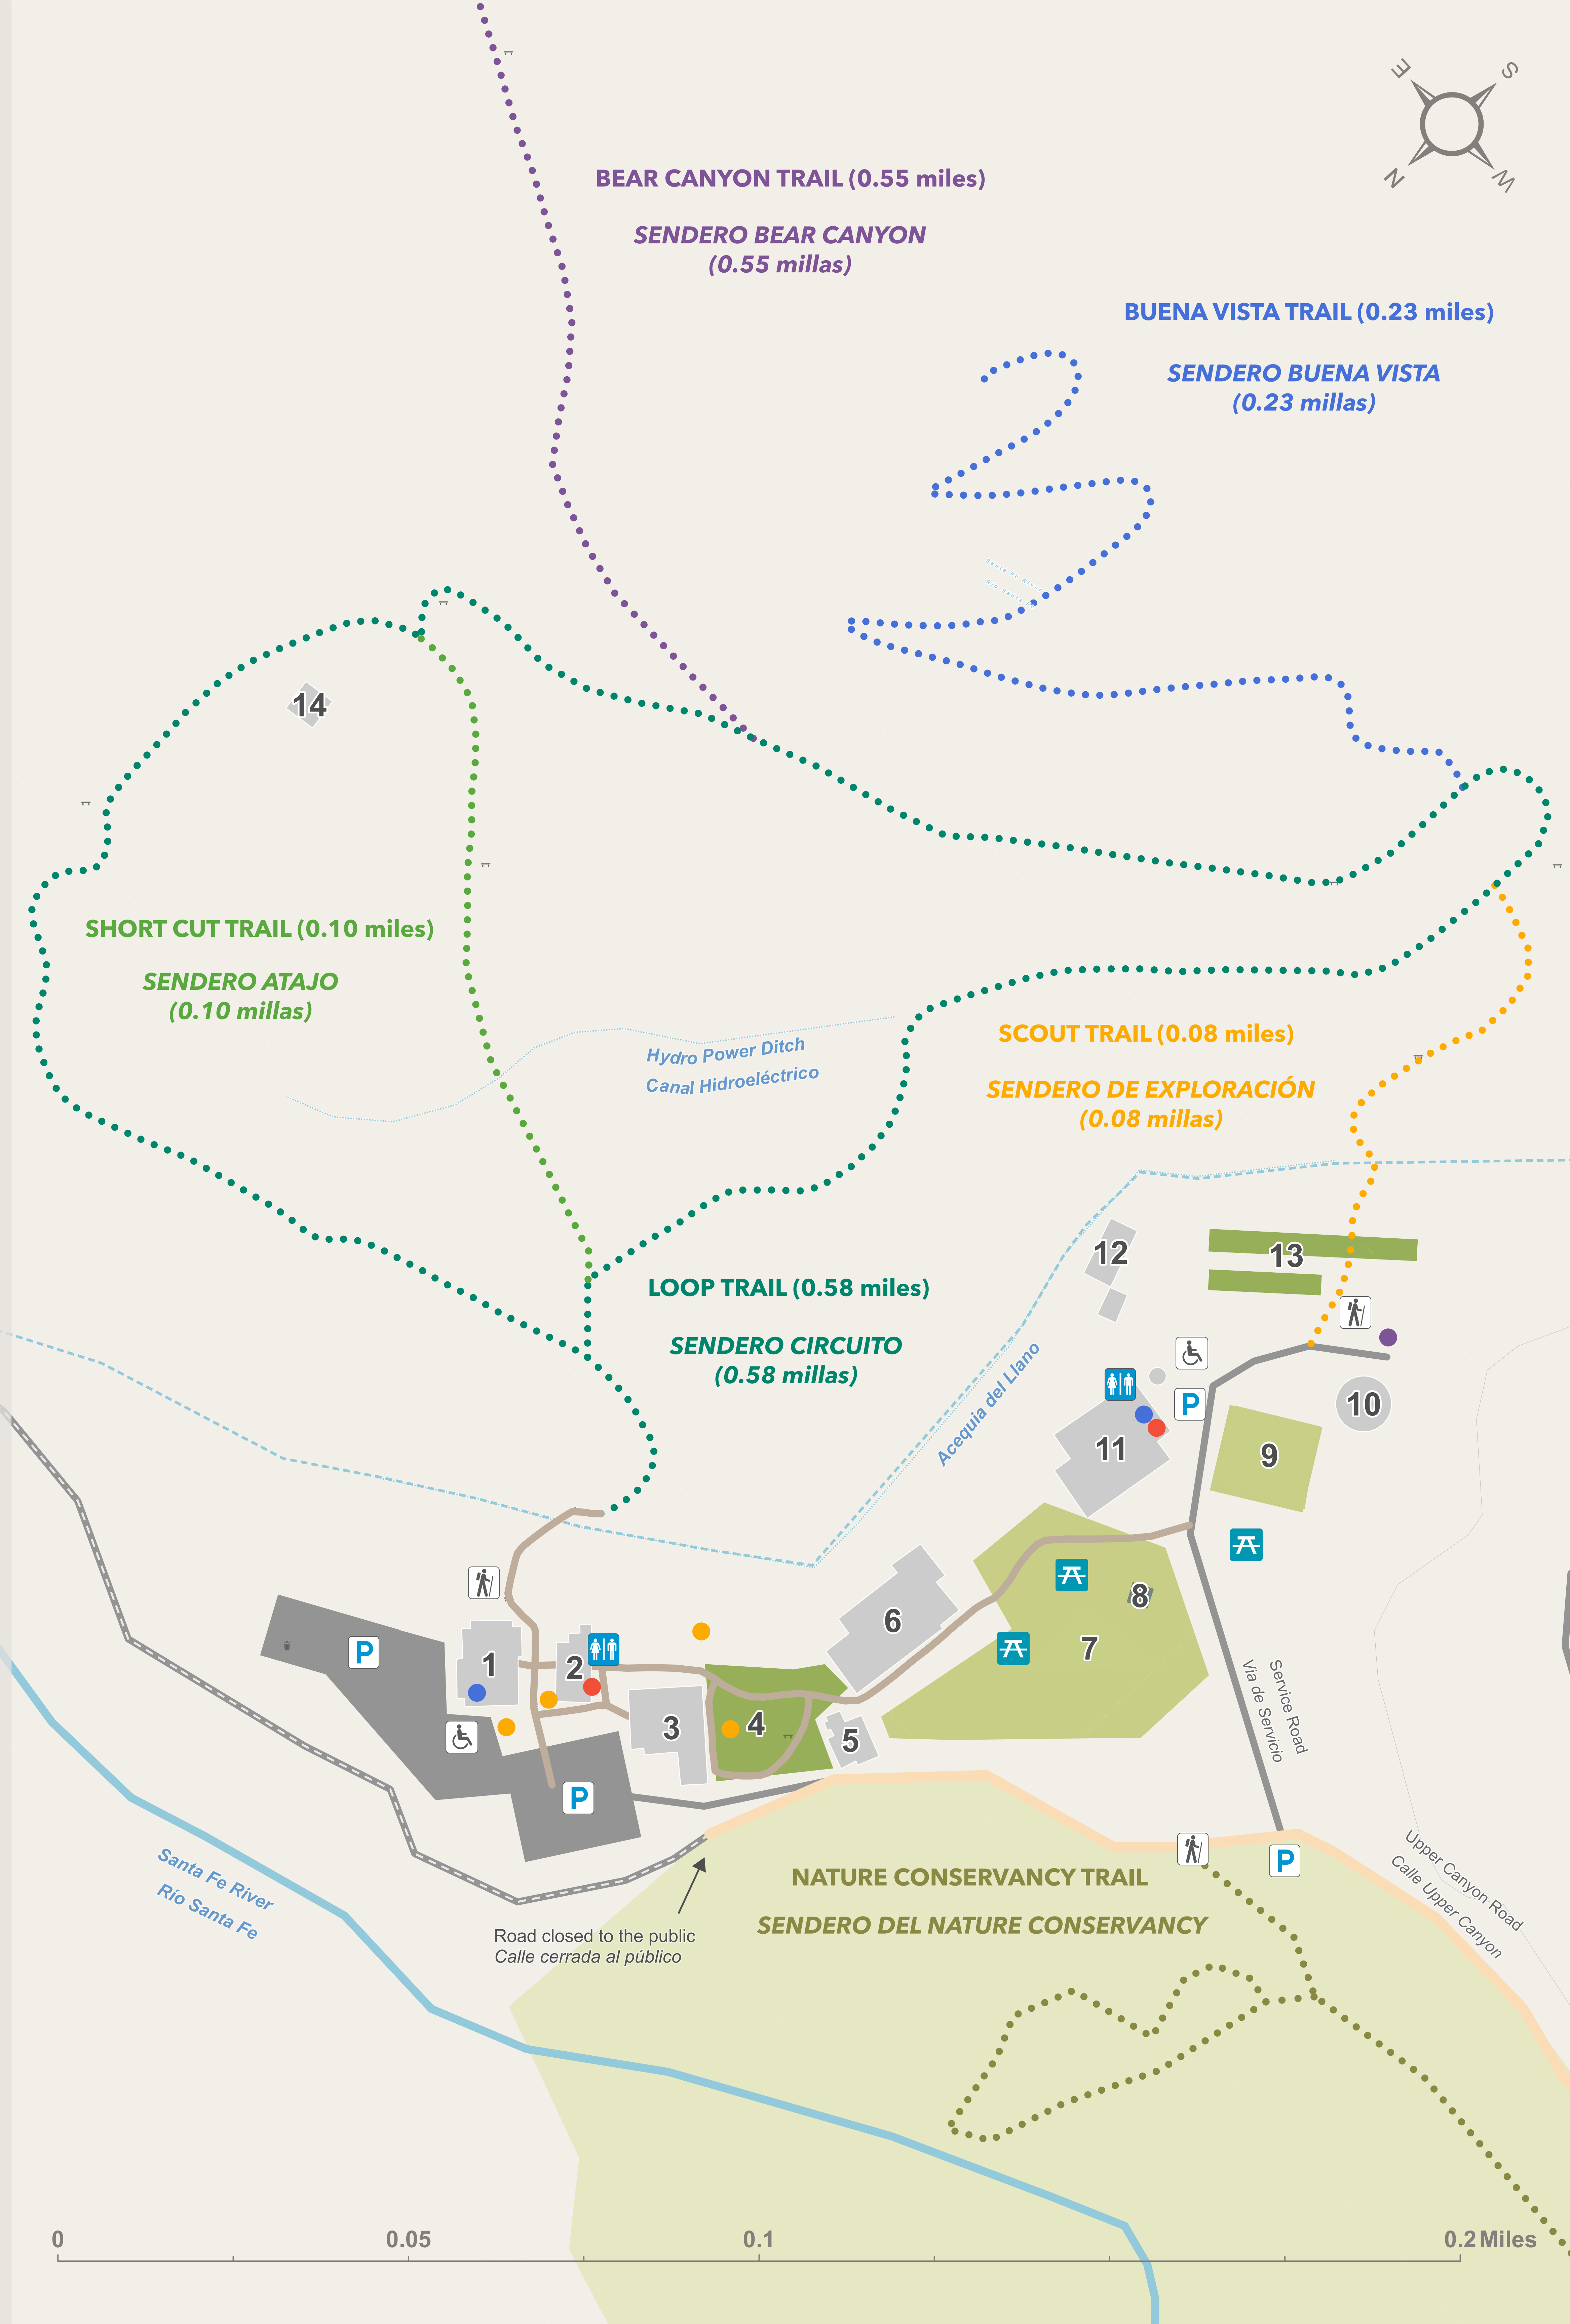 E
S
N
W
BEAR CANYON TRAIL (0.55 miles)
SENDERO BEAR CANYON
(0.55 millas)
BUENA VISTA TRAIL (0.23 miles)
SENDERO BUENA VISTA
(0.23 millas)
14
SHORT CUT TRAIL (0.10 miles)
SENDERO ATAJO
(0.10 millas)
Hydro Power Ditch
Canal Hidroeléctrico
SCOUT TRAIL (0.08 miles)
SENDERO DE EXPLORACIÓN
(0.08 millas)
LOOP TRAIL (0.58 miles)
SENDERO CIRCUITO
(0.58 millas)
12
13
Acequia del Llano
P
10
11
9
P
1
2
6
8
7
3
4
5
P
Service Road
Via de Servicio
Santa Fe River
Río Santa Fe
Road closed to the public
Calle cerrada al público
NATURE CONSERVANCY TRAIL
SENDERO DEL NATURE CONSERVANCY
P
Upper Canyon Road
Calle Upper Canyon
0
0.05
0.1
0.2 Miles